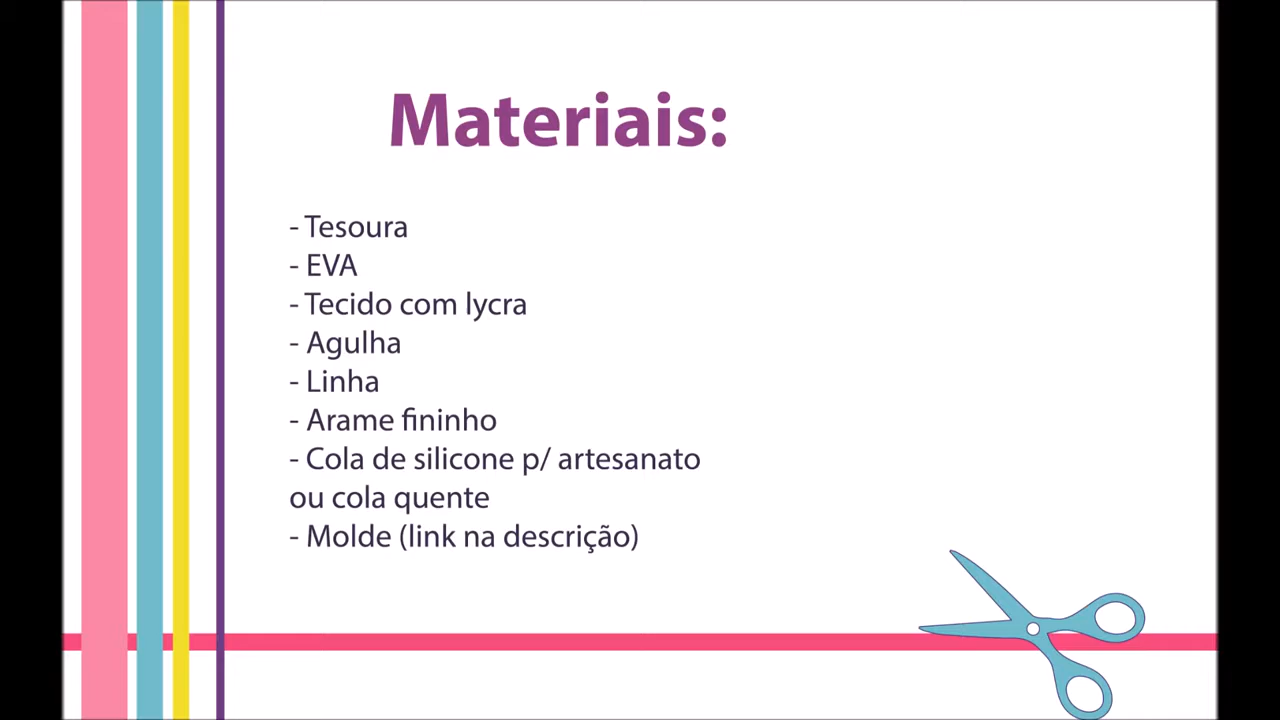 Materiais:
- Tesoura
- EVA
- Tecido com lycra
- Agulha
- Linha
- Arame fininho
- Cola de silicone p/ artesanato
ou cola quente
- Molde (link na descrição)